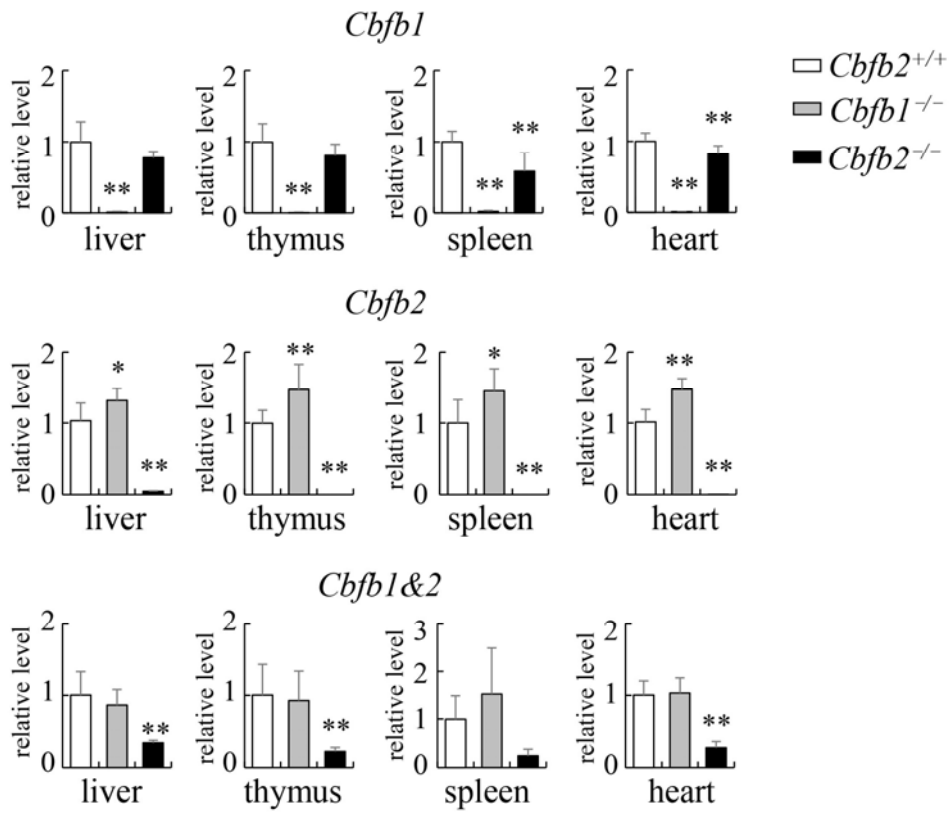 Cbfb1
2 1 0 relative level liver
2 1 0 relative level thymus
2 1 0 relative level ** spleen **
2 1 0 relative level ** heart **
**
**
Cbfb2+/+
Cbfb1−/−
Cbfb2−/−
Cbfb2
2 1 0 relative level * ** liver
2 1 0 relative level ** ** thymus
2 1 0 relative level * ** spleen
2 1 0 relative level ** ** heart
Cbfb1&2
2 1 0 relative level ** liver
2 1 0 relative level ** thymus
3 2 1 0 relative level spleen
2 1 0 relative level ** heart